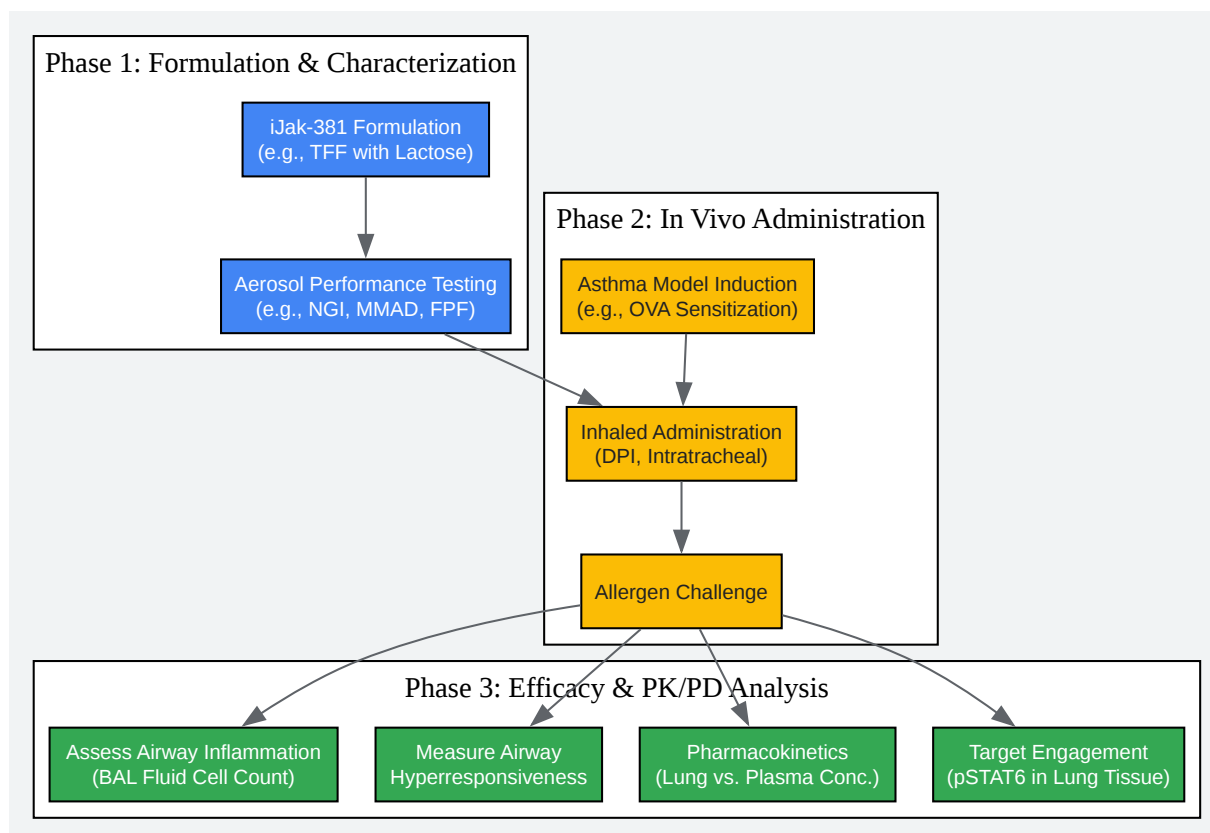 Phase 1: Formulation & Characterization
iJak-381 Formulation
(e.g., TFF with Lactose)
Aerosol Performance Testing
(e.g., NGI, MMAD, FPF)
Phase 2: In Vivo Administration
Asthma Model Induction
(e.g., OVA Sensitization)
Inhaled Administration
(DPI, Intratracheal)
Allergen Challenge
Phase 3: Efficacy & PK/PD Analysis
Assess Airway Inflammation
(BAL Fluid Cell Count)
Measure Airway
Hyperresponsiveness
Pharmacokinetics
(Lung vs. Plasma Conc.)
Target Engagement
(pSTAT6 in Lung Tissue)